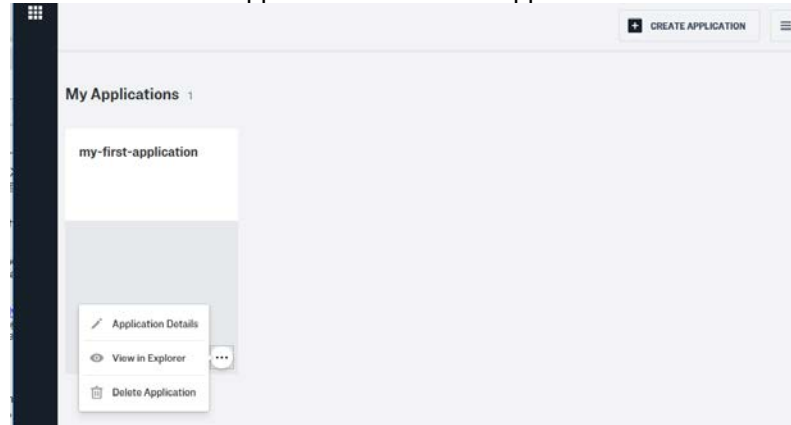 CREATE APPLICATION
My Applications 1
my-first-application
Application Details
View in Explorer
Delete Application